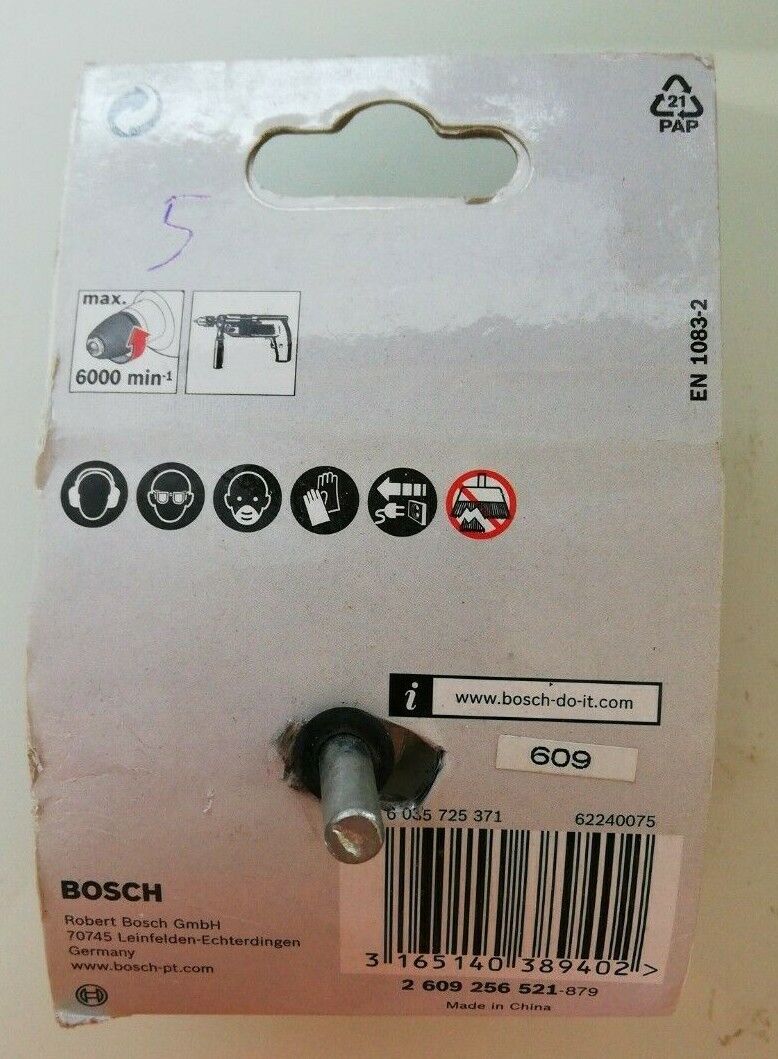 21
PAP
5
max.
6000 min-1
EN 1083-2
i www.bosch-do-it.com
609
6 035 725 371 62240075
BOSCH
Robert Bosch GmbH
70745 Leinfelden-Echterdingen
Germany
www.bosch-pt.com
3 165140 389402 >
2 609 256 521-879
Made in China